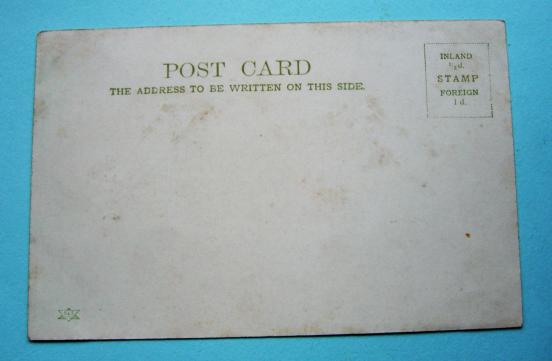 POST CARD
THE ADDRESS TO BE WRITTEN ON THIS SIDE.
INLAND
½d.
STAMP
FOREIGN
1d.